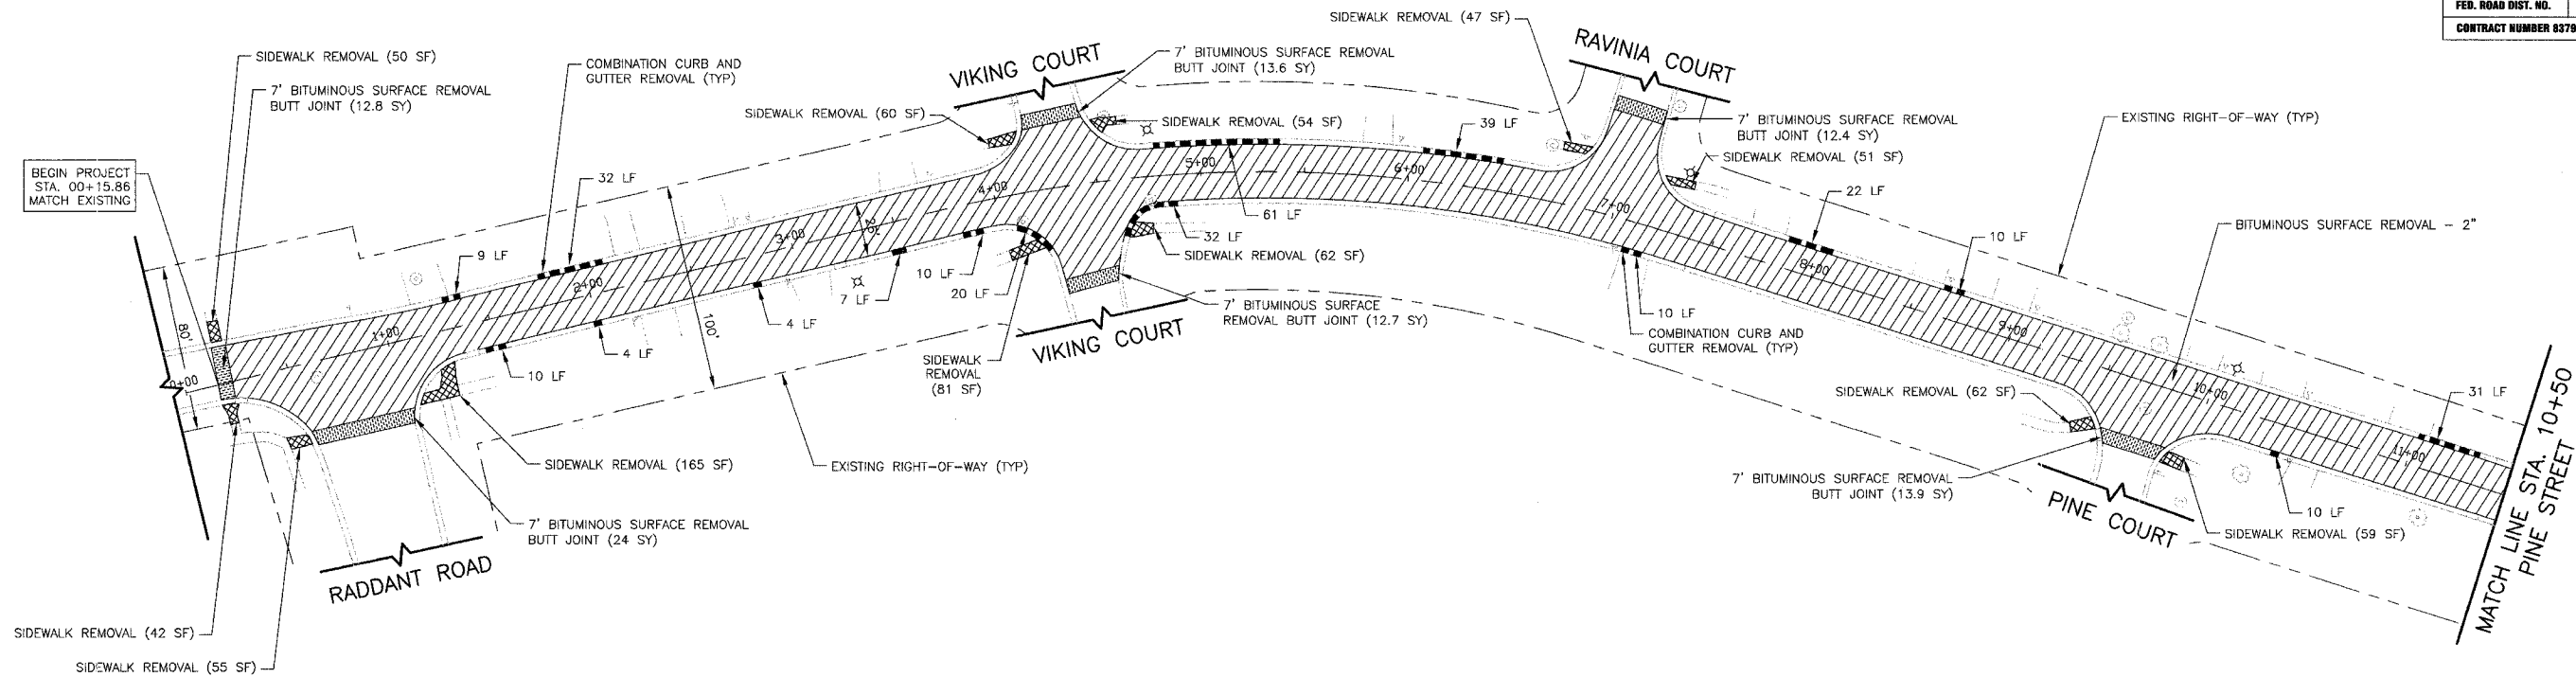 FED. ROAD DIST. NO.
CONTRACT NUMBER 8379
SIDEWALK REMOVAL (47 SF)
SIDEWALK REMOVAL (50 SF)
7' BITUMINOUS SURFACE REMOVAL
BUTT JOINT (12.8 SY)
COMBINATION CURB AND
GUTTER REMOVAL (TYP)
VIKING COURT
7' BITUMINOUS SURFACE REMOVAL
BUTT JOINT (13.6 SY)
RAVINIA COURT
SIDEWALK REMOVAL (60 SF)
SIDEWALK REMOVAL (54 SF)
39 LF
7' BITUMINOUS SURFACE REMOVAL
BUTT JOINT (12.4 SY)
EXISTING RIGHT-OF-WAY (TYP)
SIDEWALK REMOVAL (51 SF)
BEGIN PROJECT
STA. 00+15.86
MATCH EXISTING
32 LF
9 LF
22 LF
10 LF
BITUMINOUS SURFACE REMOVAL - 2"
61 LF
32 LF
SIDEWALK REMOVAL (62 SF)
0+00
1+00
2+00
3+00
4+00
5+00
6+00
7+00
8+00
9+00
10+00
11+00
80'
100'
10 LF
4 LF
4 LF
7 LF
10 LF
20 LF
SIDEWALK
REMOVAL
(81 SF)
VIKING COURT
7' BITUMINOUS SURFACE
REMOVAL BUTT JOINT (12.7 SY)
10 LF
COMBINATION CURB AND
GUTTER REMOVAL (TYP)
SIDEWALK REMOVAL (62 SF)
31 LF
SIDEWALK REMOVAL (165 SF)
EXISTING RIGHT-OF-WAY (TYP)
7' BITUMINOUS SURFACE REMOVAL
BUTT JOINT (13.9 SY)
PINE COURT
10 LF
SIDEWALK REMOVAL (59 SF)
7' BITUMINOUS SURFACE REMOVAL
BUTT JOINT (24 SY)
RADDANT ROAD
SIDEWALK REMOVAL (42 SF)
SIDEWALK REMOVAL (55 SF)
MATCH LINE STA. 10+50
PINE STREET